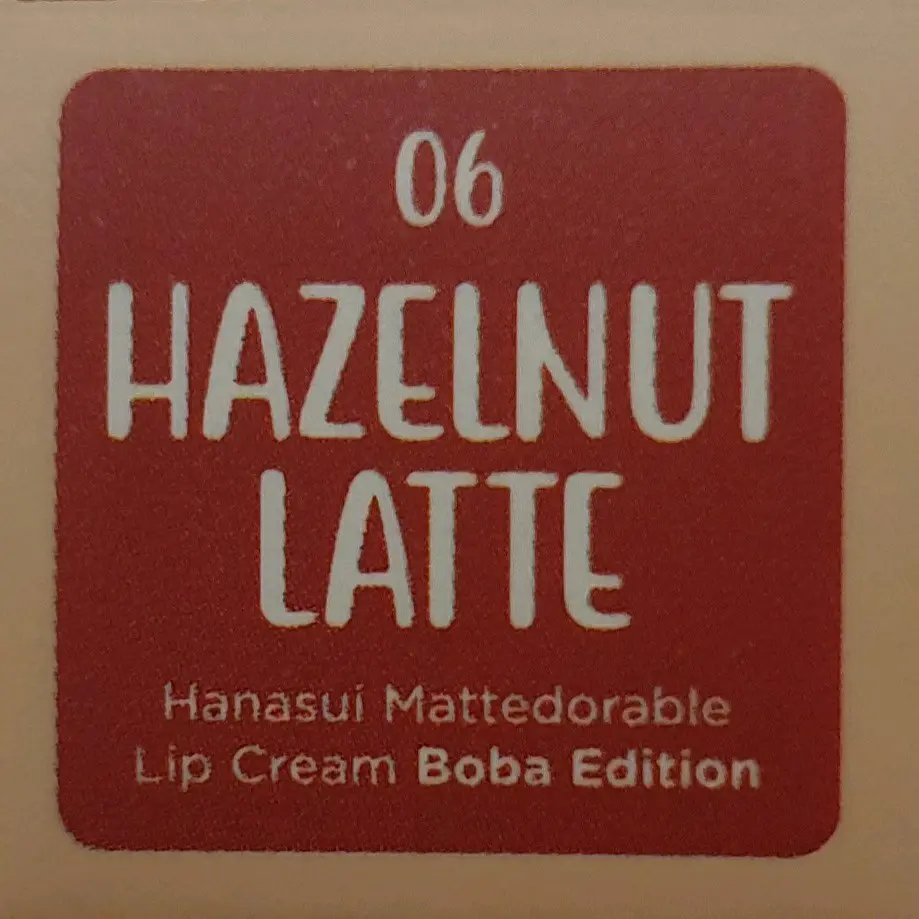 06
HAZELNUT
LATTE
Hanasui Mattedorable
Lip Cream Boba Edition